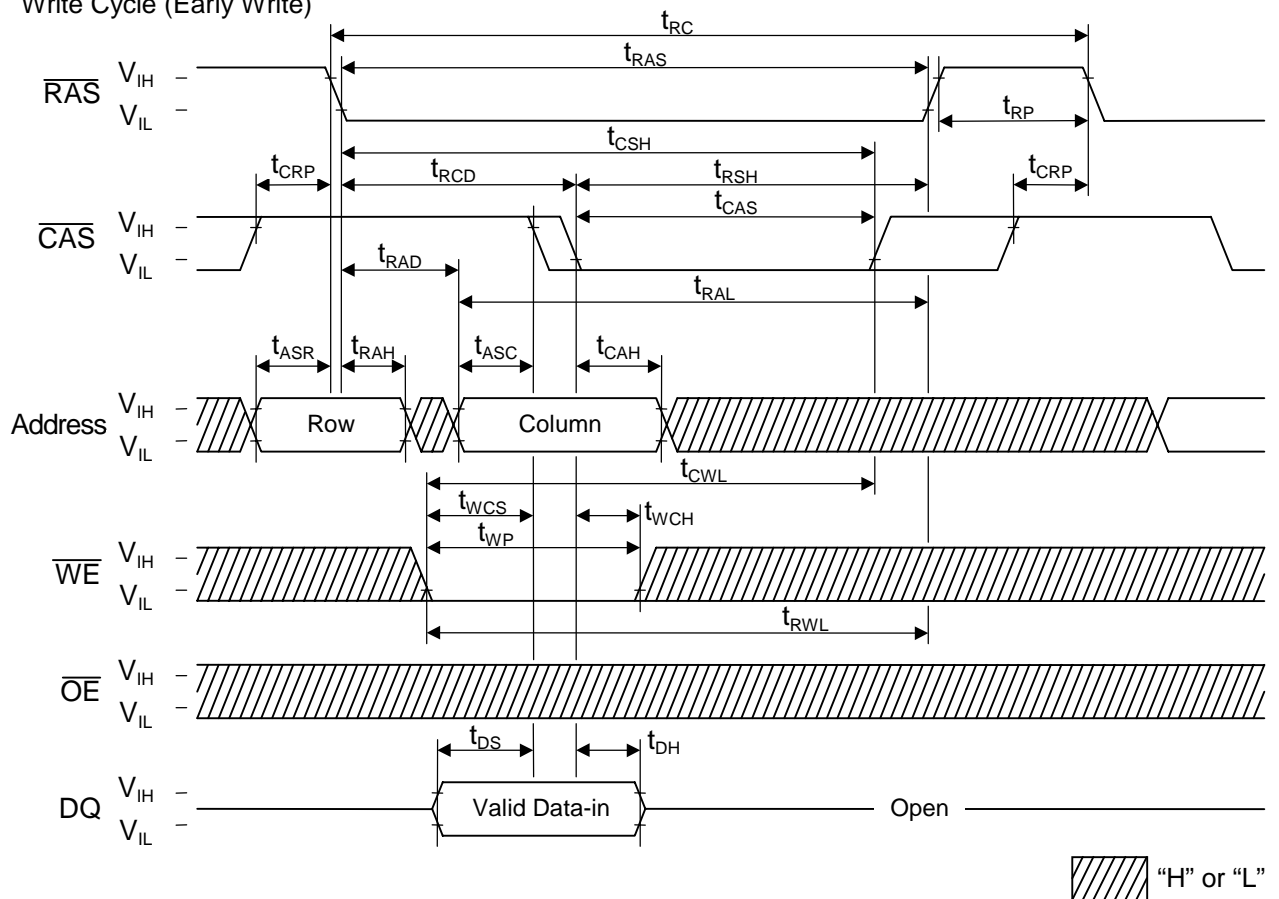 Write Cycle (Early Write)
tRC
RAS VIH
tRAS
VIL
tRP
tCSH
tCRP tRCD tRSH tCRP
CAS VIH
tCAS
VIL
tRAD
tRAL
tASR tRAH tASC tCAH
Address VIH
Row Column
VIL
tCWL
tWCS tWCH
tWP
WE VIH
VIL
tRWL
OE VIH
VIL
tDS tDH
DQ VIH
Valid Data-in Open
VIL
“H” or “L”